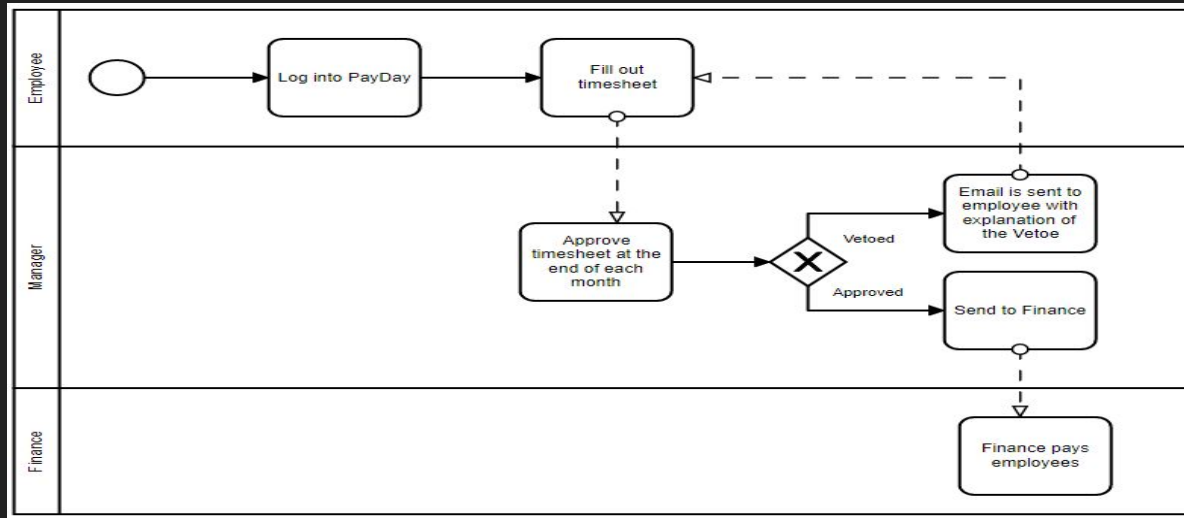 Employee
Log into PayDay
Fill out
timesheet
Manager
Approve
timesheet at the
end of each
month
Vetoed
Approved
Email is sent to
employee with
explanation of
the Vetoe
Send to Finance
Finance
Finance pays
employees